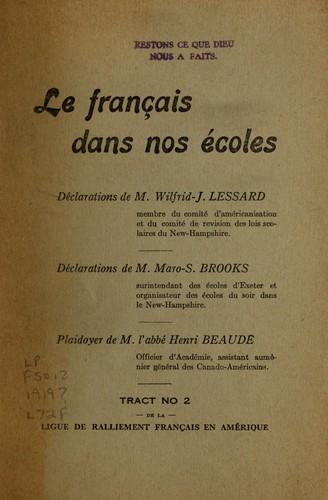 RESTONS CE QUE DIEU
NOUS A FAITS.
Le français
dans nos écoles
Déclarations de M. Wilfrid-J. LESSARD
membre du comité d'américanisation
et du comité de revision des lois sco-
laires du New-Hampshire.
Déclarations de M. Maro-S. BROOKS
surintendant des écoles d'Exeter et
organisateur des écoles du soir dans
le New-Hampshire.
Plaidoyer de M. l'abbé Henri BEAUDÉ
Officier d'Académie, assistant aumô-
nier général des Canado-Américains.
LP
F5012
1919?
L72F
TRACT NO 2
— DE LA —
LIGUE DE RALLIEMENT FRANÇAIS EN AMÉRIQUE